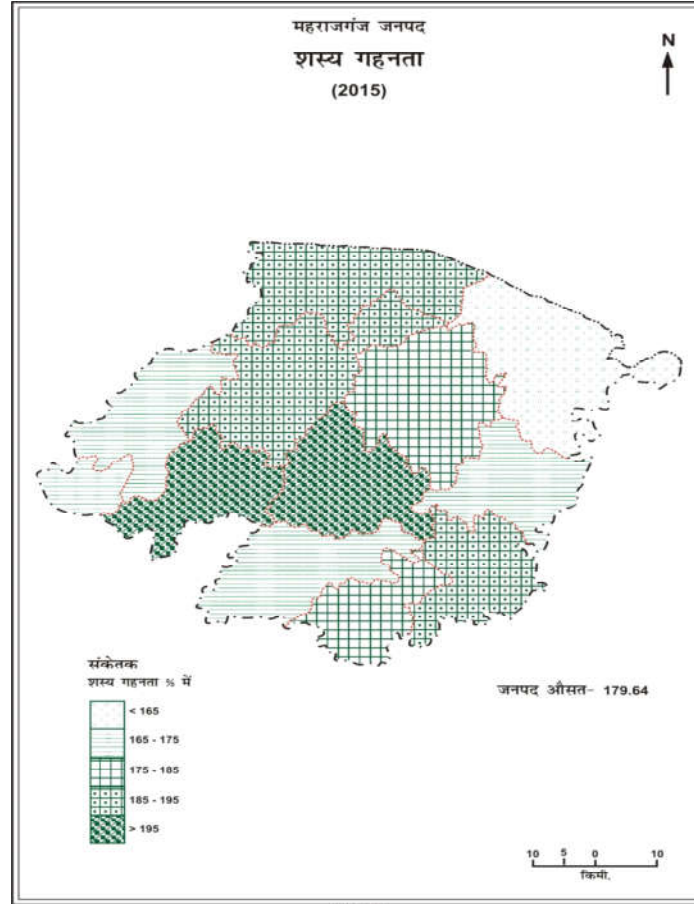 महराजगंज जनपद
शस्य गहनता
(2015)
N
संकेतक
शस्य गहनता % में
< 165
165 - 175
175 - 185
185 - 195
> 195
जनपद औसत- 179.64
10 5 0 10
किमी.